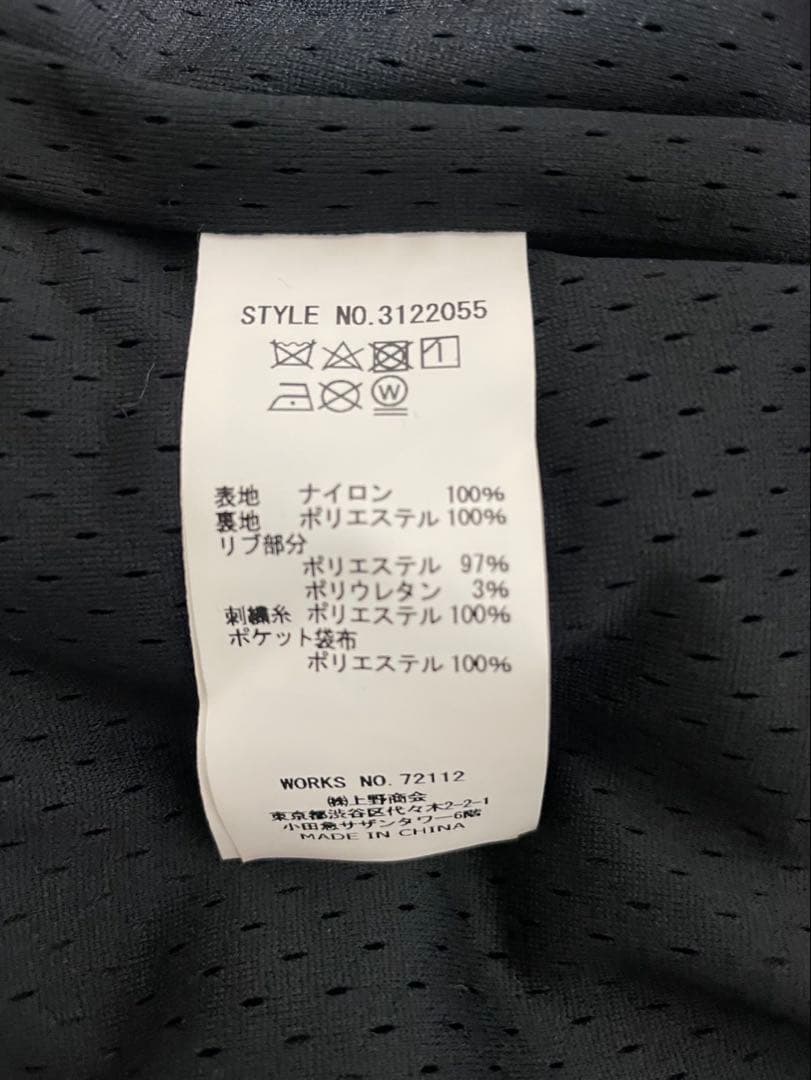 STYLE NO.3122055
W
表地 ナイロン 100%
裏地 ポリエステル 100%
リブ部分
ポリエステル 97%
ポリウレタン 3%
刺繍糸 ポリエステル 100%
ポケット袋布
ポリエステル 100%
WORKS NO. 72112
㈱上野商会
東京都渋谷区代々木2-2-1
小田急サザンタワー6階
MADE IN CHINA